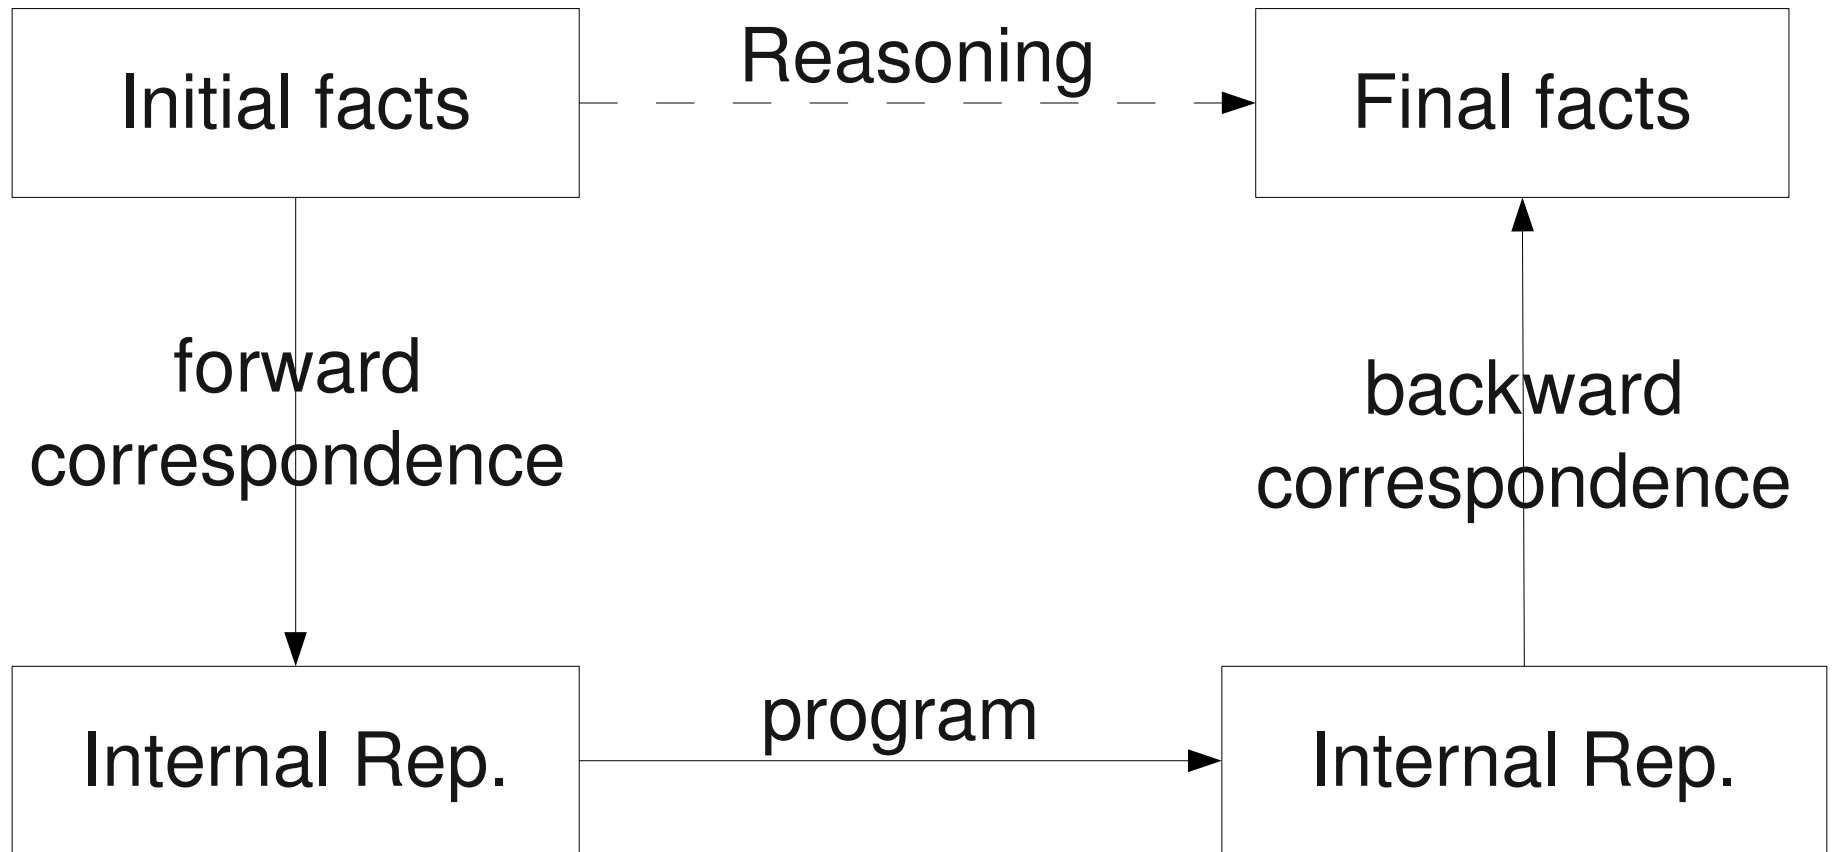 Reasoning
Initial facts
Final facts
forward
correspondence
backward
correspondence
program
Internal Rep.
Internal Rep.